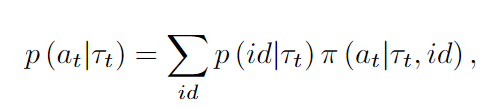 p (a_t|τ_t) = ∑_{id} p (id|τ_t) π (a_t|τ_t, id) ,